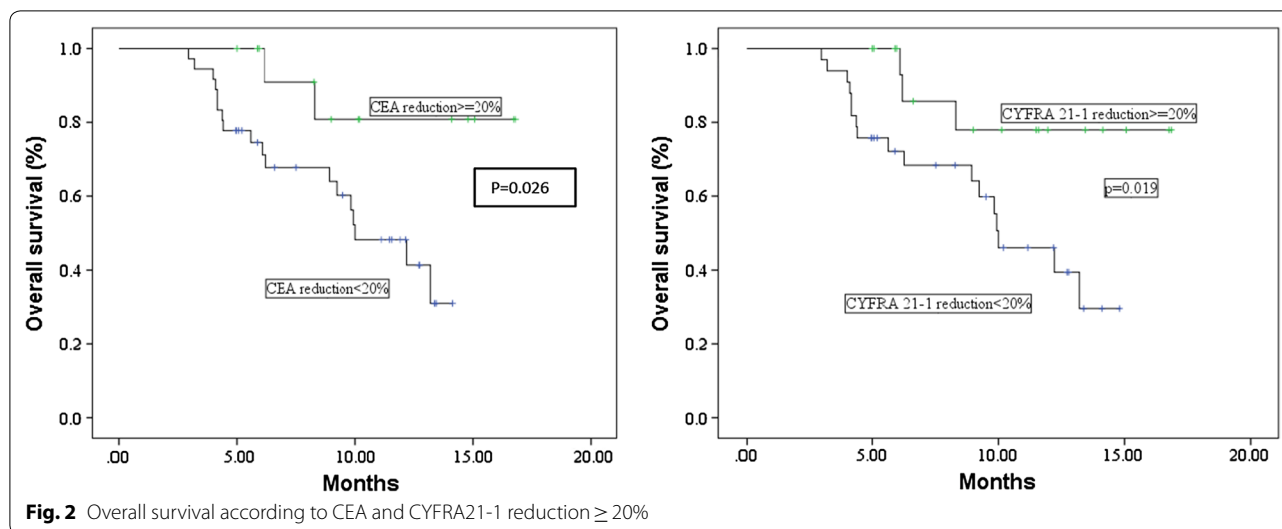 1.0
0.8
0.6
0.4
0.2
0.0
Overall survival (%)
CEA reduction>=20%
P=0.026
CEA reduction<20%
.00 5.00 10.00 15.00 20.00
Months
1.0
0.8
0.6
0.4
0.2
0.0
Overall survival (%)
CYFRA 21-1 reduction>=20%
p=0.019
CYFRA 21-1 reduction<20%
.00 5.00 10.00 15.00 20.00
Months
Fig. 2 Overall survival according to CEA and CYFRA21-1 reduction ≥ 20%